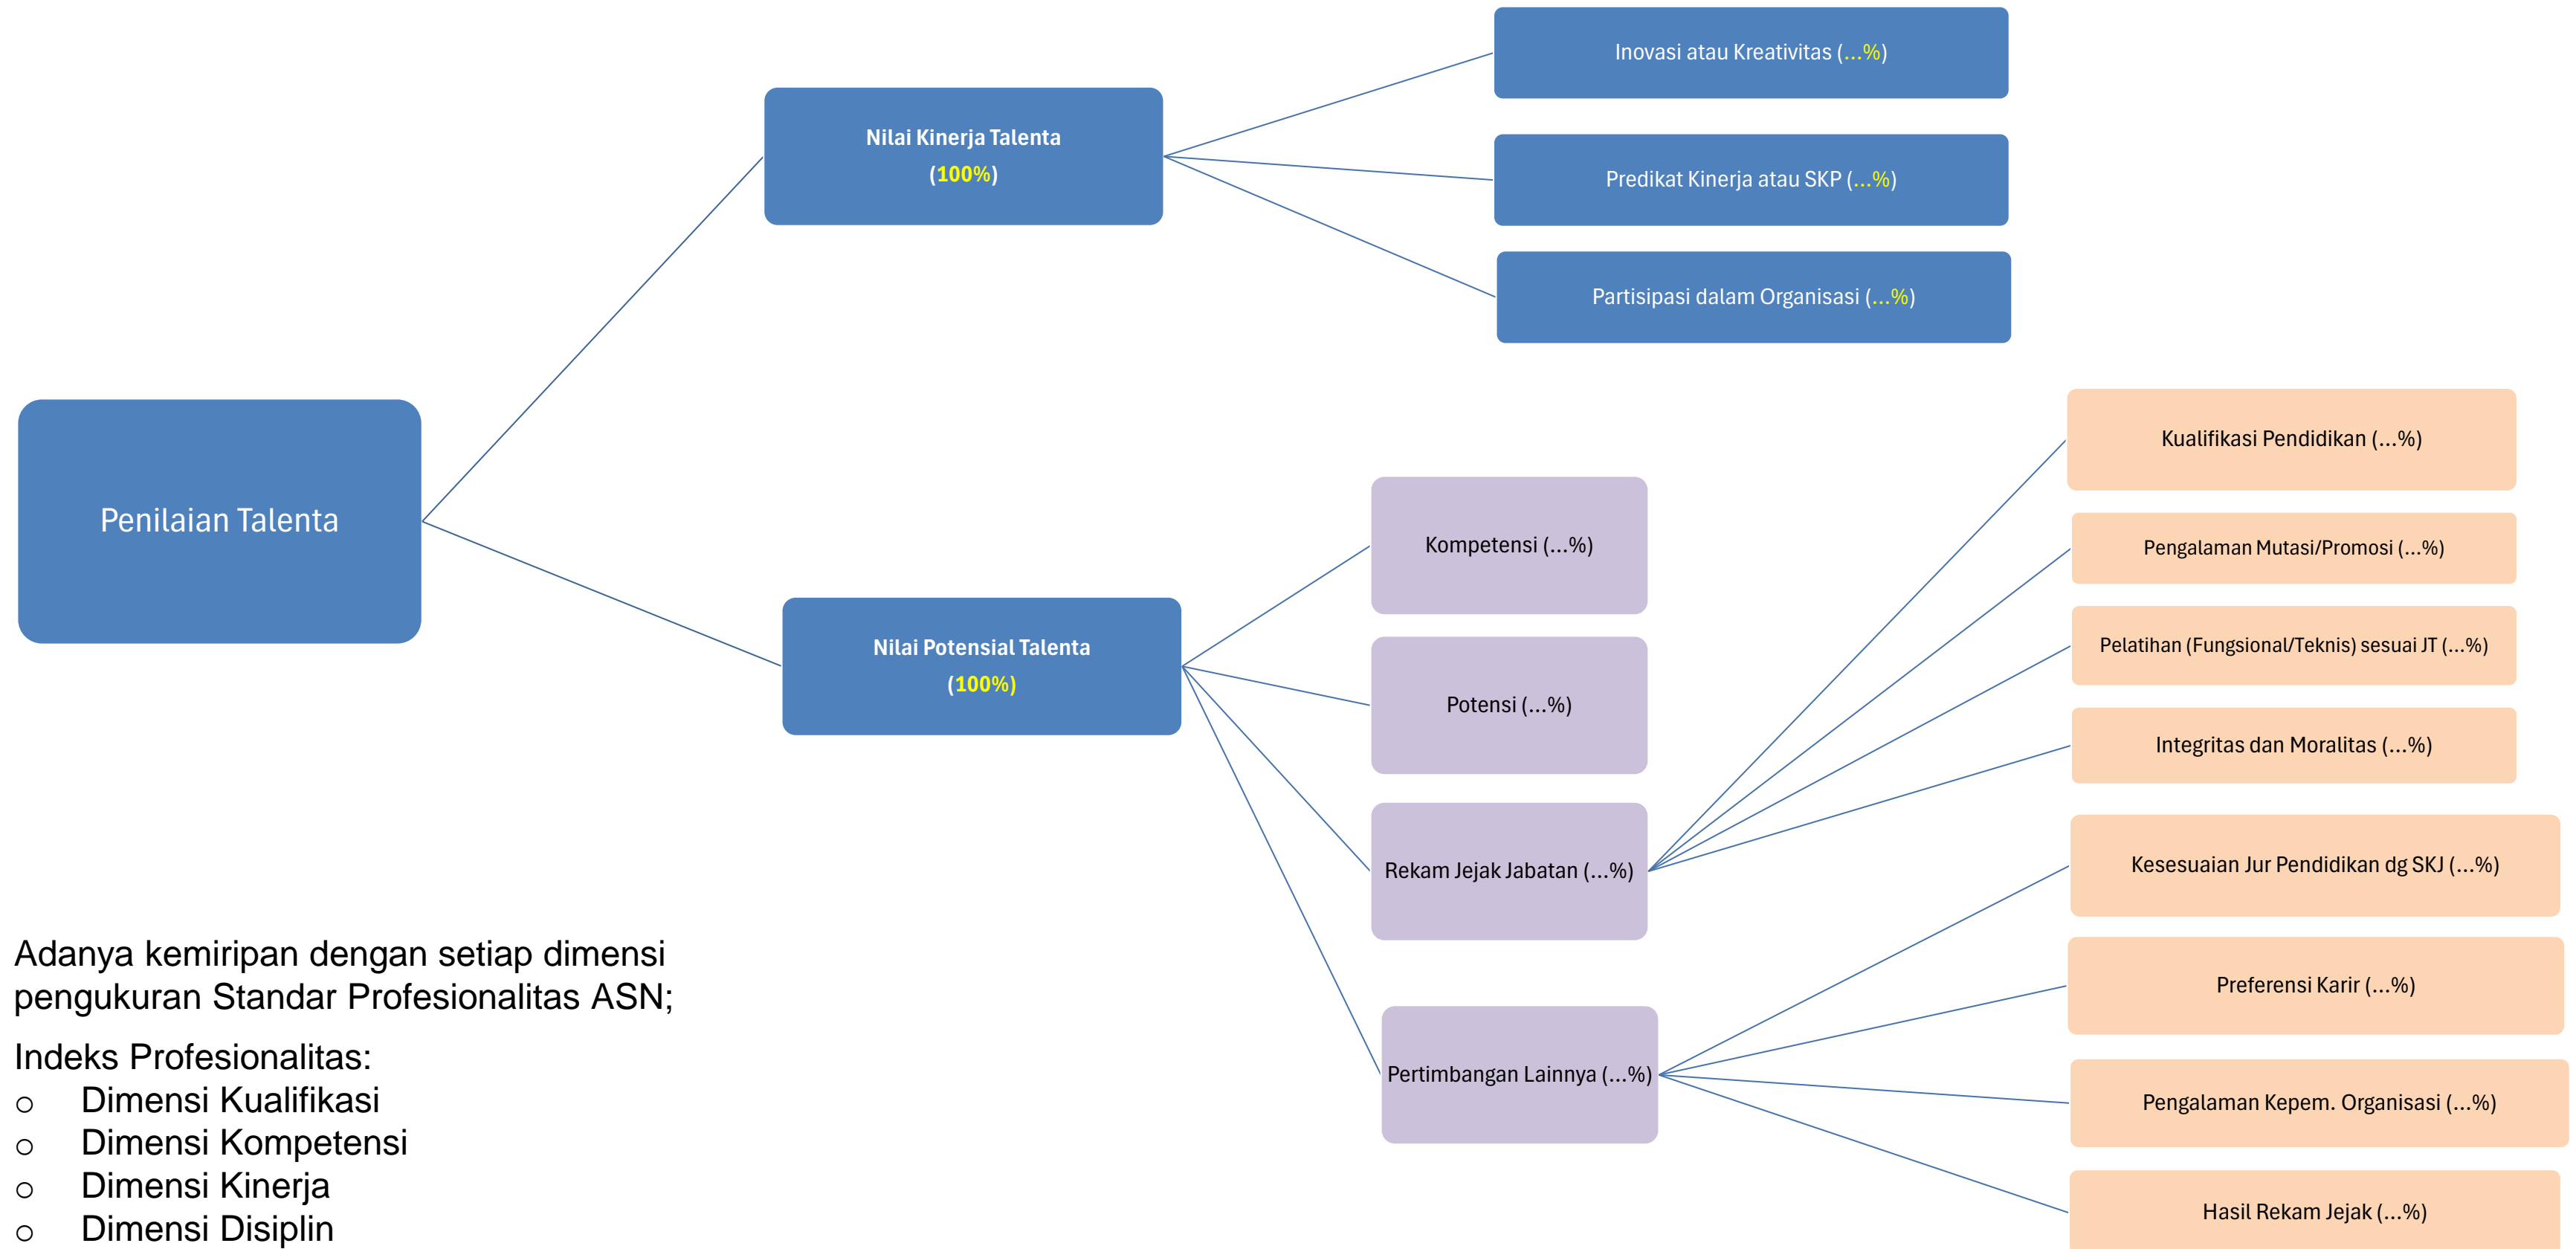 Penilaian Talenta
Nilai Kinerja Talenta
(100%)
Inovasi atau Kreativitas (...%)
Predikat Kinerja atau SKP (...%)
Partisipasi dalam Organisasi (...%)
Nilai Potensial Talenta
(100%)
Kompetensi (...%)
Potensi (...%)
Rekam Jejak Jabatan (...%)
Pertimbangan Lainnya (...%)
Kualifikasi Pendidikan (...%)
Pengalaman Mutasi/Promosi (...%)
Pelatihan (Fungsional/Teknis) sesuai JT (...%)
Integritas dan Moralitas (...%)
Kesesuaian Jur Pendidikan dg SKJ (...%)
Preferensi Karir (...%)
Pengalaman Kepem. Organisasi (...%)
Hasil Rekam Jejak (...%)
Adanya kemiripan dengan setiap dimensi
pengukuran Standar Profesionalitas ASN;
Indeks Profesionalitas:
o Dimensi Kualifikasi
o Dimensi Kompetensi
o Dimensi Kinerja
o Dimensi Disiplin